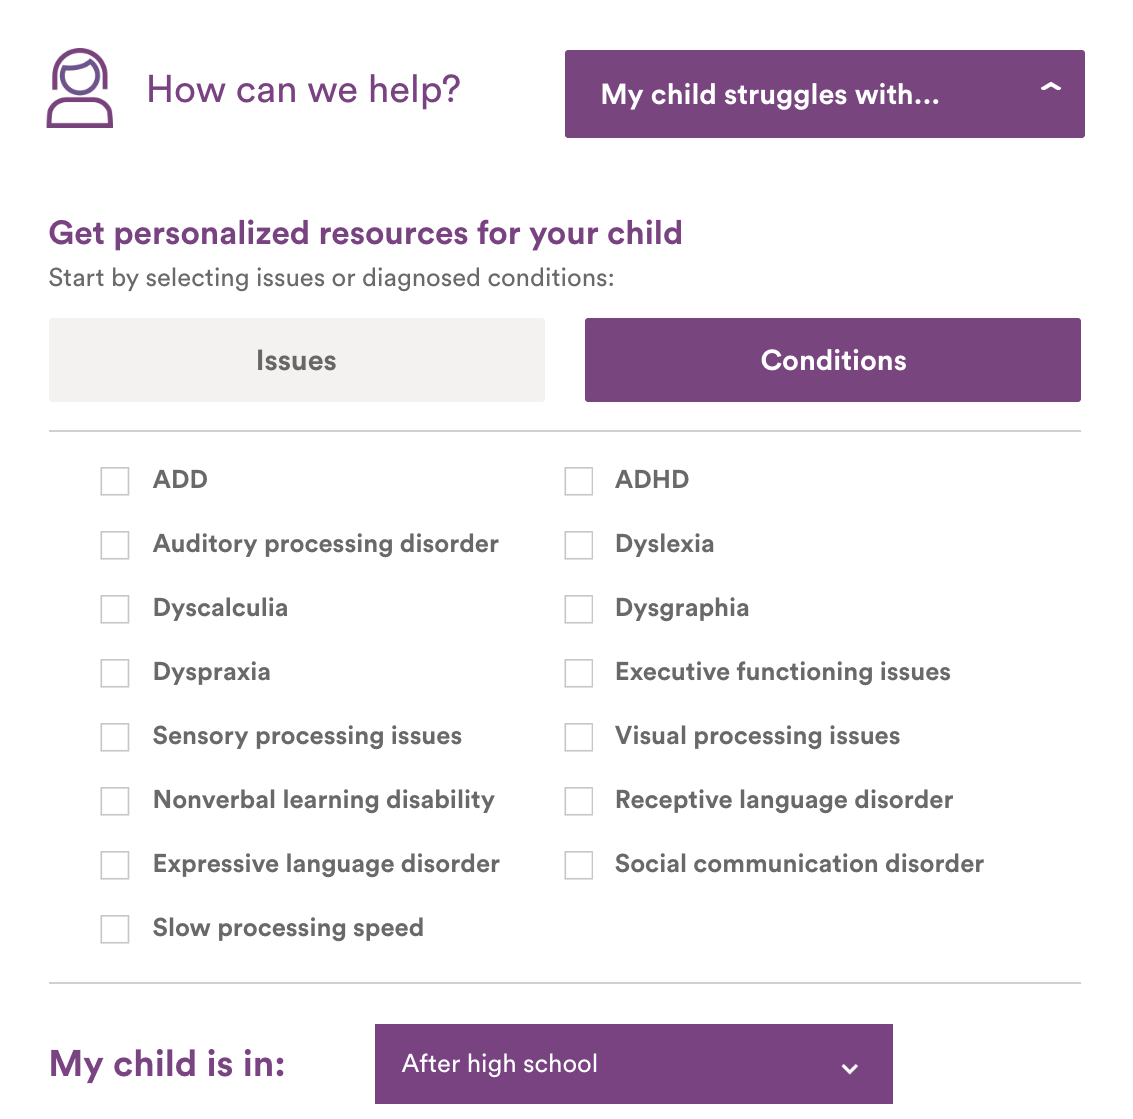 How can we help?
My child struggles with...
Get personalized resources for your child
Start by selecting issues or diagnosed conditions:
Issues
Conditions
ADD
ADHD
Auditory processing disorder
Dyslexia
Dyscalculia
Dysgraphia
Dyspraxia
Executive functioning issues
Sensory processing issues
Visual processing issues
Nonverbal learning disability
Receptive language disorder
Expressive language disorder
Social communication disorder
Slow processing speed
My child is in:
After high school